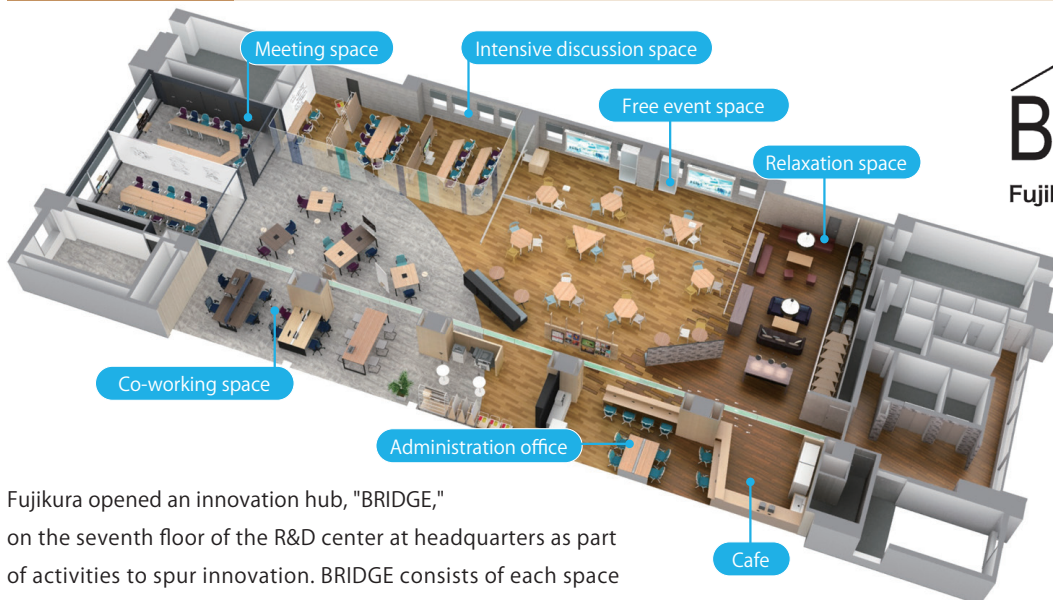 Meeting space
Intensive discussion space
Free event space
Relaxation space
Co-working space
Administration office
Cafe
Fujikura opened an innovation hub, "BRIDGE,"
on the seventh floor of the R&D center at headquarters as part
of activities to spur innovation. BRIDGE consists of each space